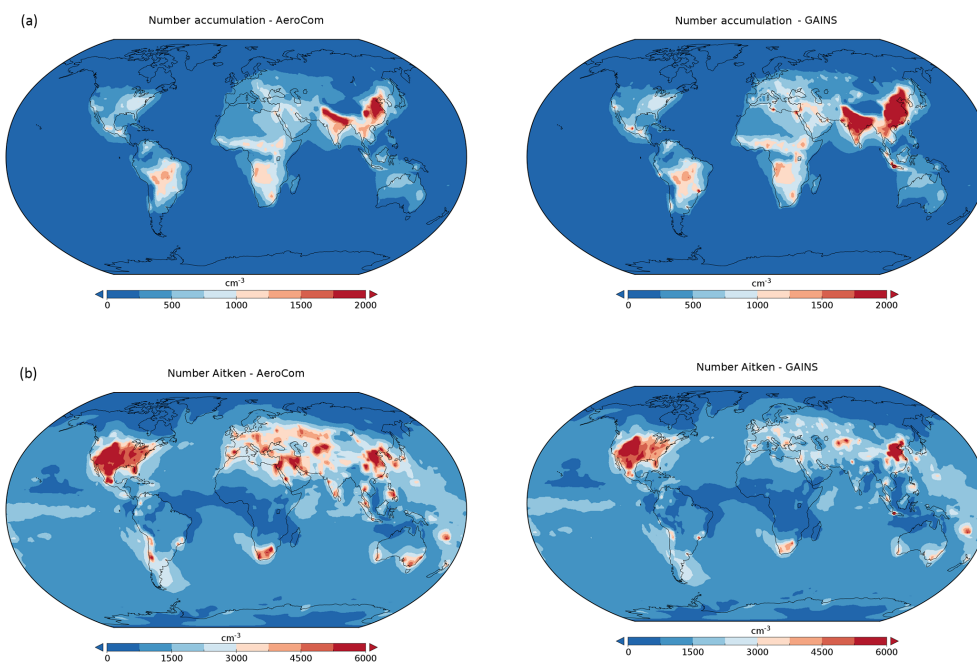 (a)
Number accumulation - AeroCom
Number accumulation - GAINS
cm-3
0 500 1000 1500 2000
cm-3
0 500 1000 1500 2000
(b)
Number Aitken - AeroCom
Number Aitken - GAINS
cm-3
0 1500 3000 4500 6000
cm-3
0 1500 3000 4500 6000